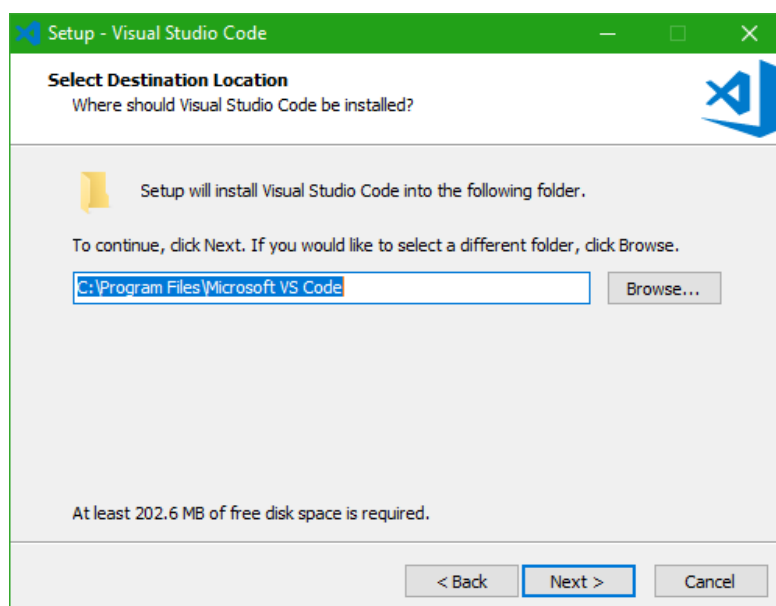 Setup - Visual Studio Code
Select Destination Location
Where should Visual Studio Code be installed?
Setup will install Visual Studio Code into the following folder.
To continue, click Next. If you would like to select a different folder, click Browse.
C:\Program Files\Microsoft VS Code
Browse...
At least 202.6 MB of free disk space is required.
< Back Next > Cancel